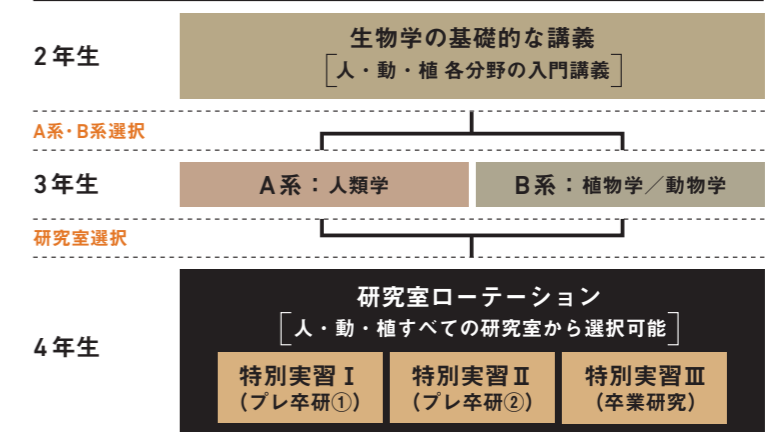 2年生
生物学の基礎的な講義
[人・動・植 各分野の入門講義]
A系・B系選択
3年生
A系：人類学
B系：植物学／動物学
研究室選択
4年生
研究室ローテーション
[人・動・植すべての研究室から選択可能]
特別実習Ⅰ
（プレ卒研①）
特別実習Ⅱ
（プレ卒研②）
特別実習Ⅲ
（卒業研究）